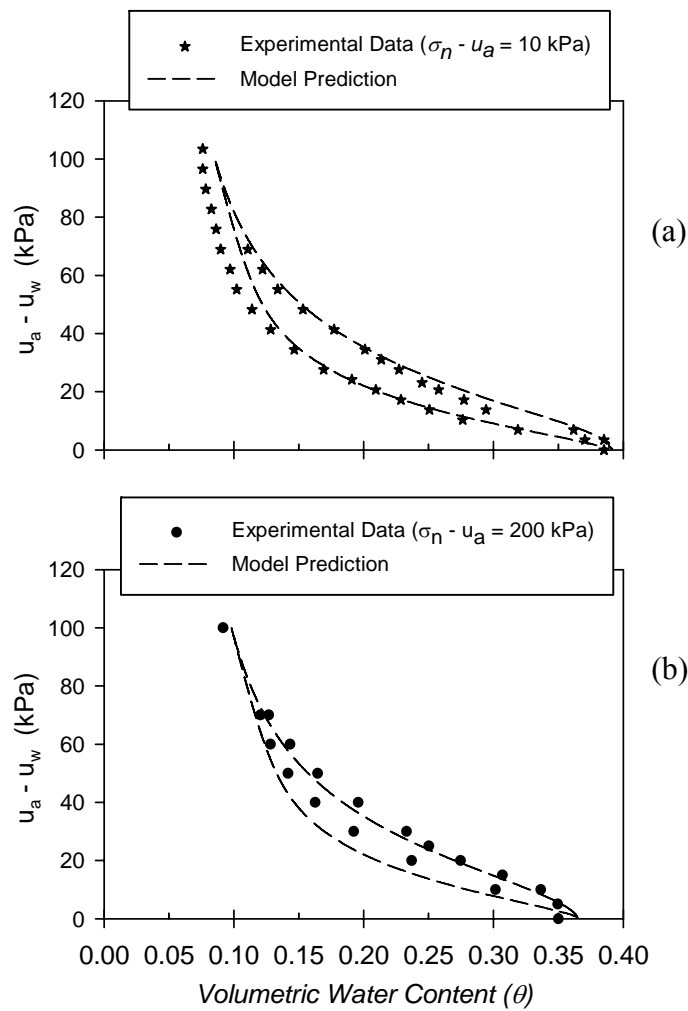 Experimental Data (σn - ua = 10 kPa)
Model Prediction
120
100
80
60
40
20
0
ua - uw (kPa)
(a)
Experimental Data (σn - ua = 200 kPa)
Model Prediction
120
100
80
60
40
20
0
ua - uw (kPa)
(b)
0.00 0.05 0.10 0.15 0.20 0.25 0.30 0.35 0.40
Volumetric Water Content (θ)